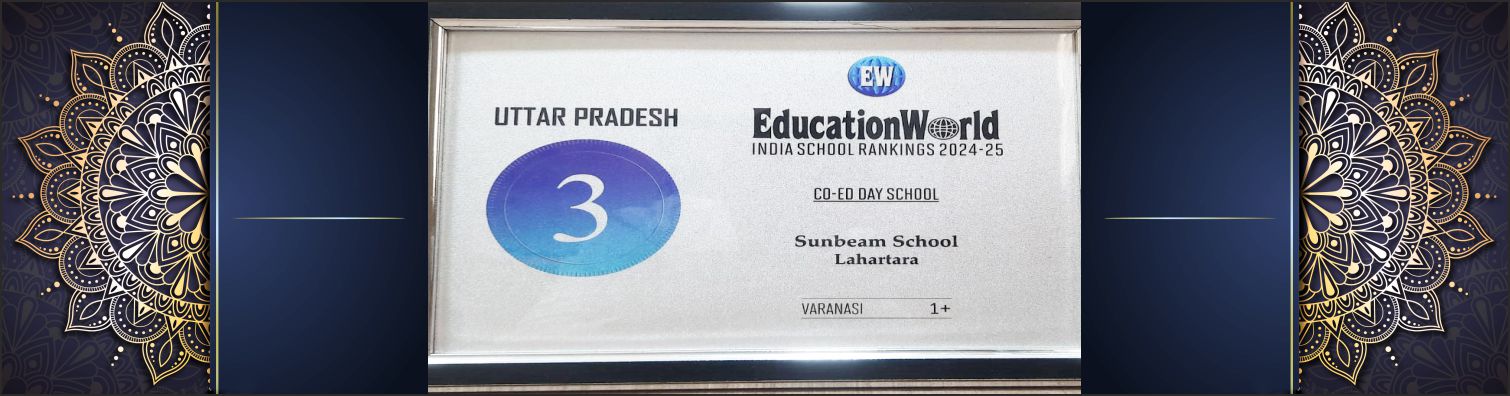 UTTAR PRADESH
3
EW
EducationWorld
INDIA SCHOOL RANKINGS 2024-25
CO-ED DAY SCHOOL
Sunbeam School
Lahartara
VARANASI 1+